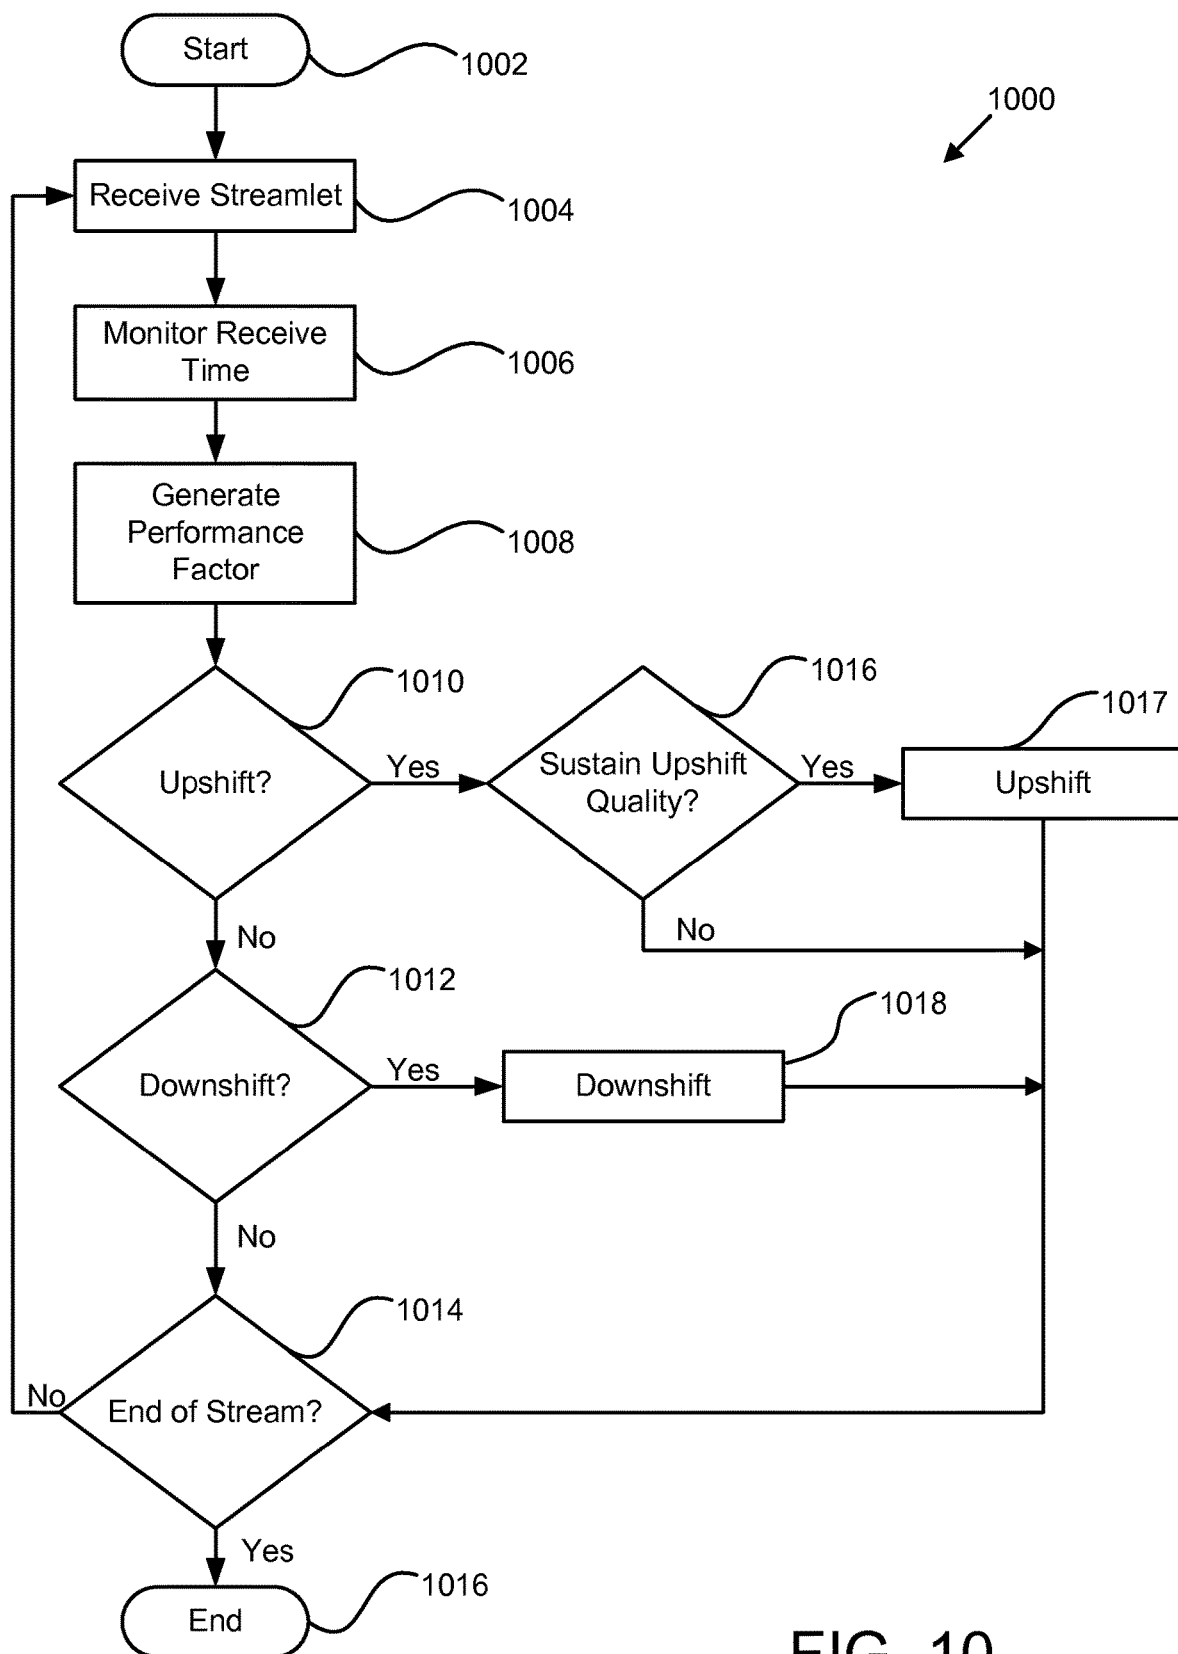 Start
1002
1000
Receive Streamlet
1004
Monitor Receive
Time
1006
Generate
Performance
Factor
1008
1010
1016
1017
Upshift?
Yes
Sustain Upshift
Quality?
Yes
Upshift
No
No
1012
1018
Downshift?
Yes
Downshift
No
1014
No
End of Stream?
Yes
1016
End
FIG. 10